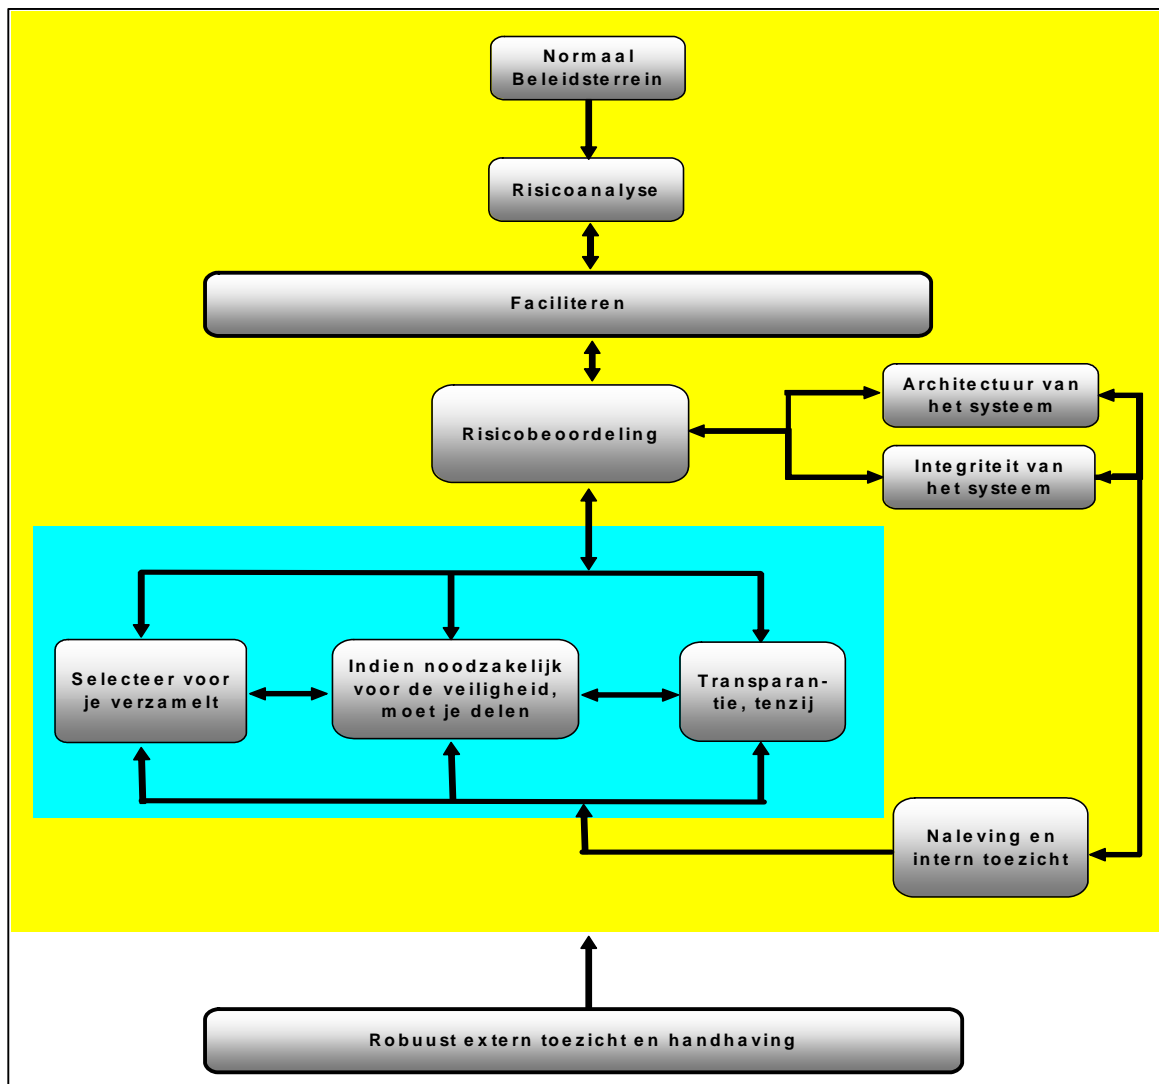 Normaal
Beleidsterrein
Risicoanalyse
Faciliteren
Risicobeoordeling
Architectuur van
het systeem
Integriteit van
het systeem
Selecteer voor
je verzamelt
Indien noodzakelijk
voor de veiligheid,
moet je delen
Transparan-
tie, tenzij
Naleving en
intern toezicht
Robuust extern toezicht en handhaving